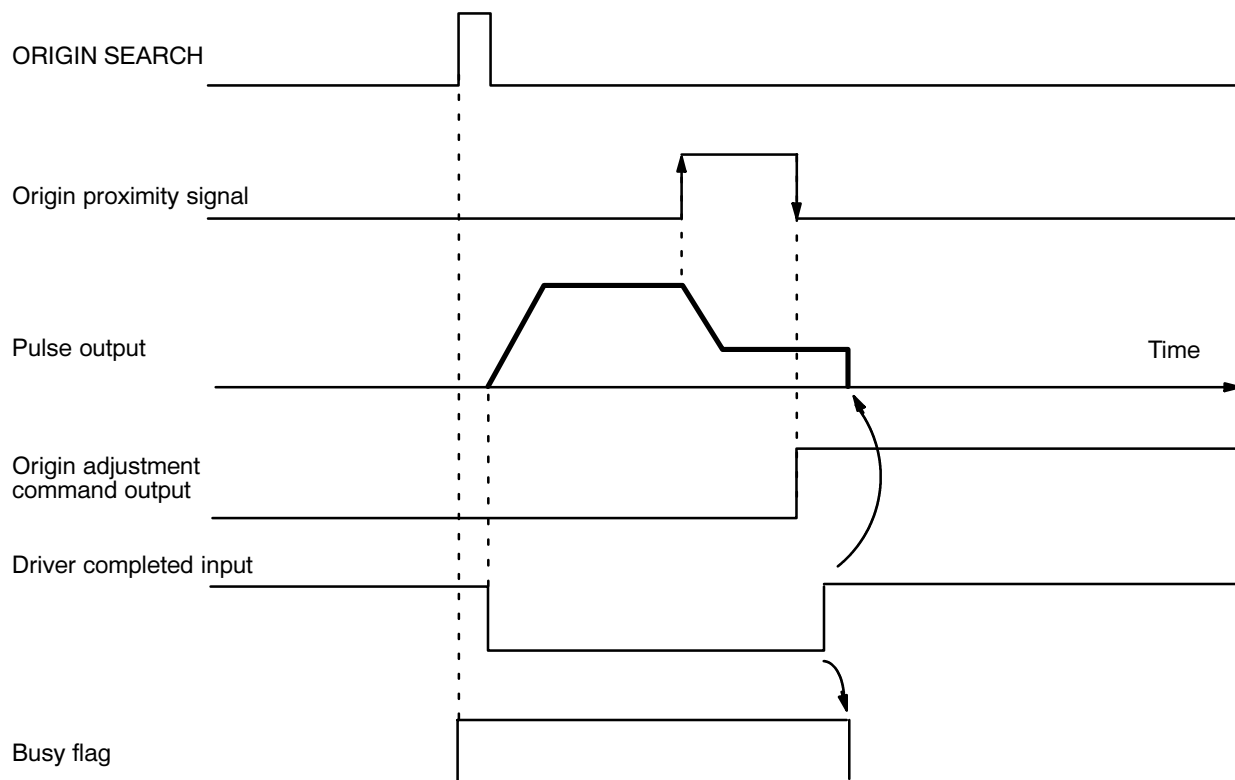 ORIGIN SEARCH
Origin proximity signal
Pulse output
Time
Origin adjustment
command output
Driver completed input
Busy flag